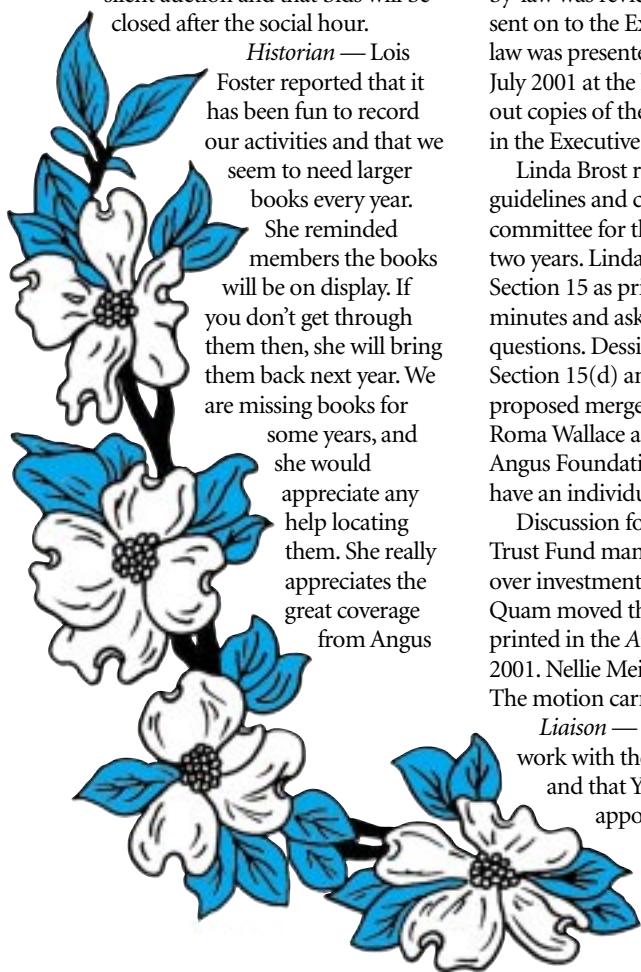 silent auction and that bids will be
closed after the social hour.
Historian — Lois
Foster reported that it
has been fun to record
our activities and that we
seem to need larger
books every year.
She reminded
members the books
will be on display. If
you don’t get through
them then, she will bring
them back next year. We
are missing books for
some years, and
she would
appreciate any
help locating
them. She really
appreciates the
great coverage
from Angus
by-law was revie
sent on to the Ex
law was presente
July 2001 at the
out copies of the
in the Executive
Linda Brost r
guidelines and c
committee for th
two years. Linda
Section 15 as pri
minutes and ask
questions. Dessi
Section 15(d) an
proposed merge
Roma Wallace a
Angus Foundati
have an individu
Discussion fo
Trust Fund man
over investment
Quam moved th
printed in the A
2001. Nellie Mei
The motion carr
Liaison —
work with the
and that Y
appo